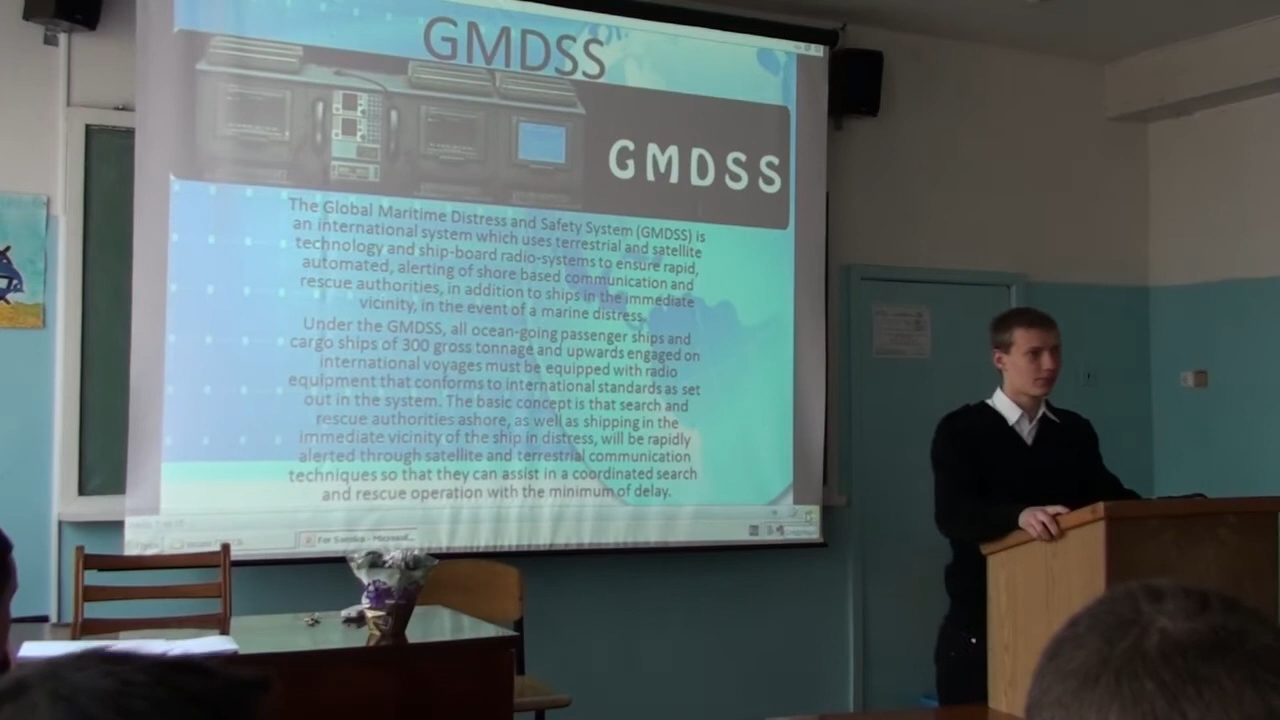 GMDSS
GMDSS
The Global Maritime Distress and Safety System (GMDSS) is
an international system which uses terrestrial and satellite
technology and ship-board radio-systems to ensure rapid,
automated, alerting of shore based communication and
rescue authorities, in addition to ships in the immediate
vicinity, in the event of a marine distress.
Under the GMDSS, all ocean-going passenger ships and
cargo ships of 300 gross tonnage and upwards engaged on
international voyages must be equipped with radio
equipment that conforms to international standards as set
out in the system. The basic concept is that search and
rescue authorities ashore, as well as shipping in the
immediate vicinity of the ship in distress, will be rapidly
alerted through satellite and terrestrial communication
techniques so that they can assist in a coordinated search
and rescue operation with the minimum of delay.